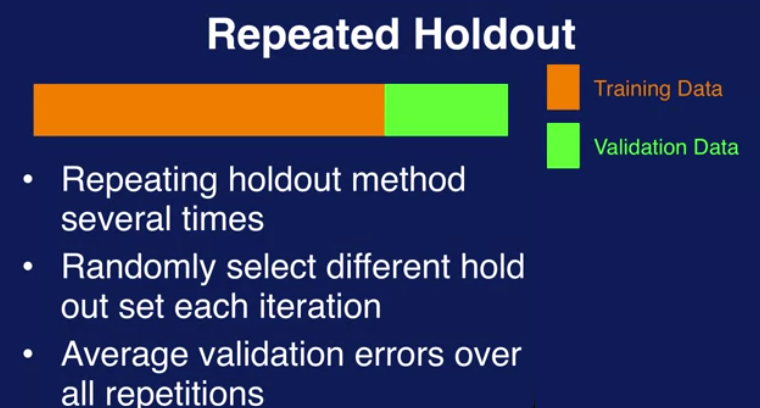 Repeated Holdout
Training Data
Validation Data
• Repeating holdout method
several times
• Randomly select different hold
out set each iteration
• Average validation errors over
all repetitions